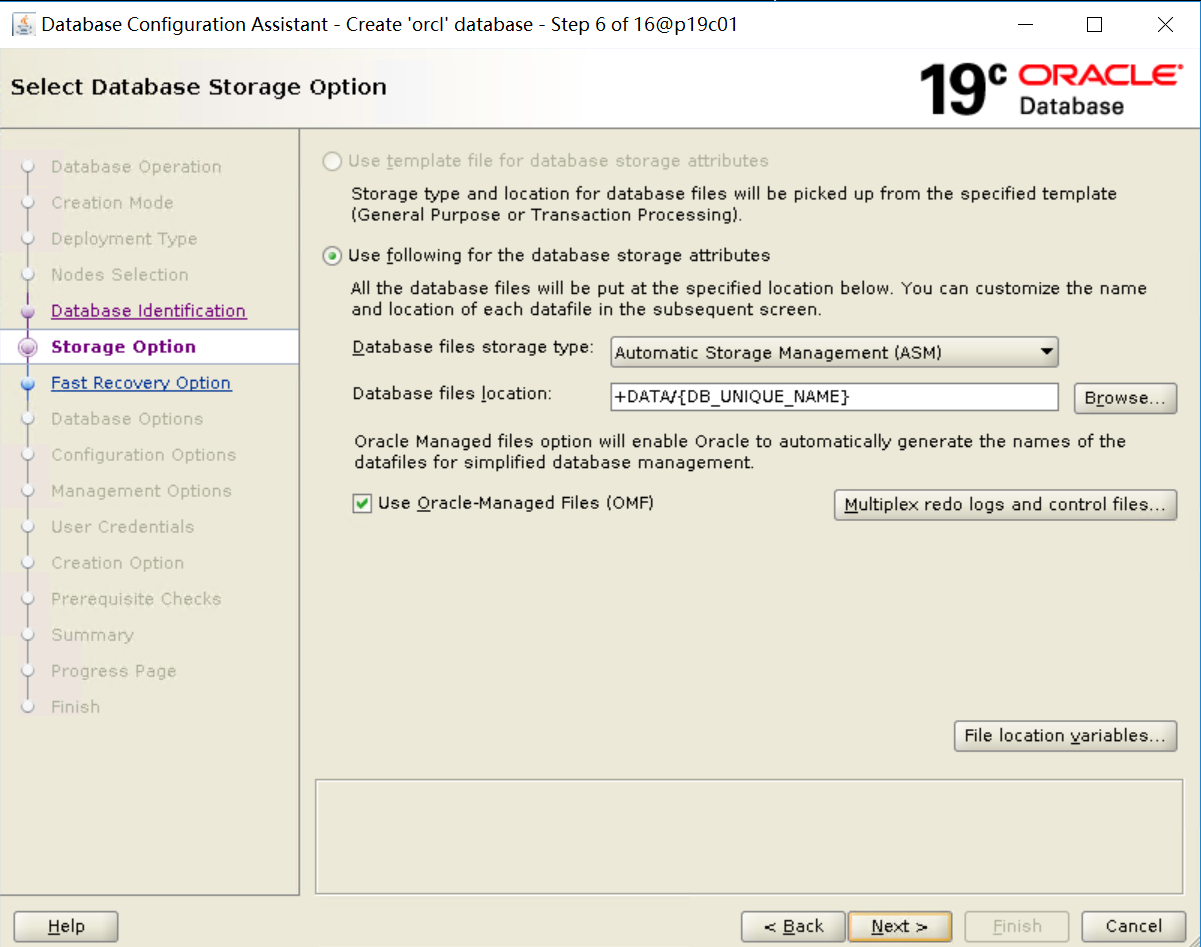 Database Configuration Assistant - Create 'orcl' database - Step 6 of 16@p19c01
Select Database Storage Option
19c ORACLE
Database
Database Operation
Creation Mode
Deployment Type
Nodes Selection
Database Identification
Storage Option
Fast Recovery Option
Database Options
Configuration Options
Management Options
User Credentials
Creation Option
Prerequisite Checks
Summary
Progress Page
Finish
Use template file for database storage attributes
Storage type and location for database files will be picked up from the specified template
(General Purpose or Transaction Processing).
Use following for the database storage attributes
All the database files will be put at the specified location below. You can customize the name
and location of each datafile in the subsequent screen.
Database files storage type: Automatic Storage Management (ASM)
Database files location: +DATA/{DB_UNIQUE_NAME} Browse...
Oracle Managed files option will enable Oracle to automatically generate the names of the
datafiles for simplified database management.
Use Oracle-Managed Files (OMF) Multiplex redo logs and control files...
File location variables...
Help < Back Next > Finish Cancel